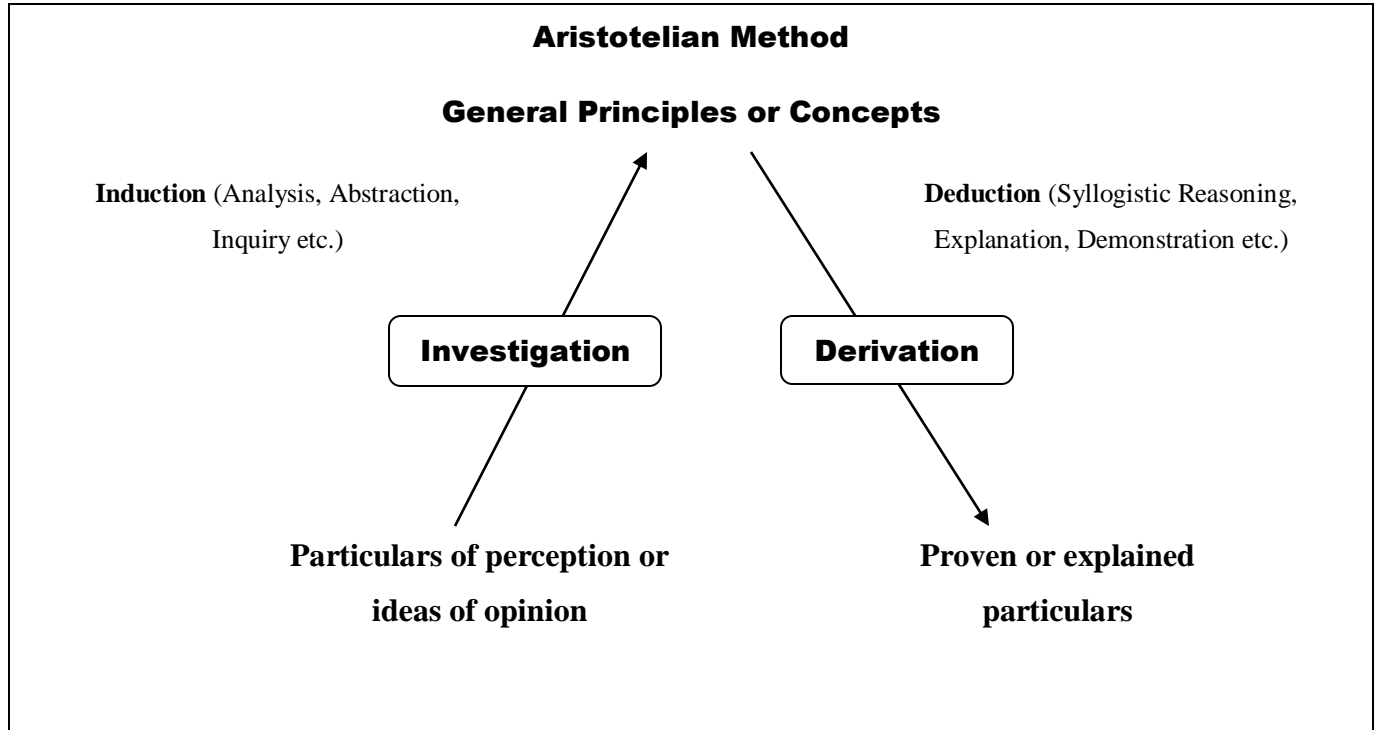 Aristotelian Method
General Principles or Concepts
Induction (Analysis, Abstraction,
Inquiry etc.)
Deduction (Syllogistic Reasoning,
Explanation, Demonstration etc.)
Investigation
Derivation
Particulars of perception or
ideas of opinion
Proven or explained
particulars